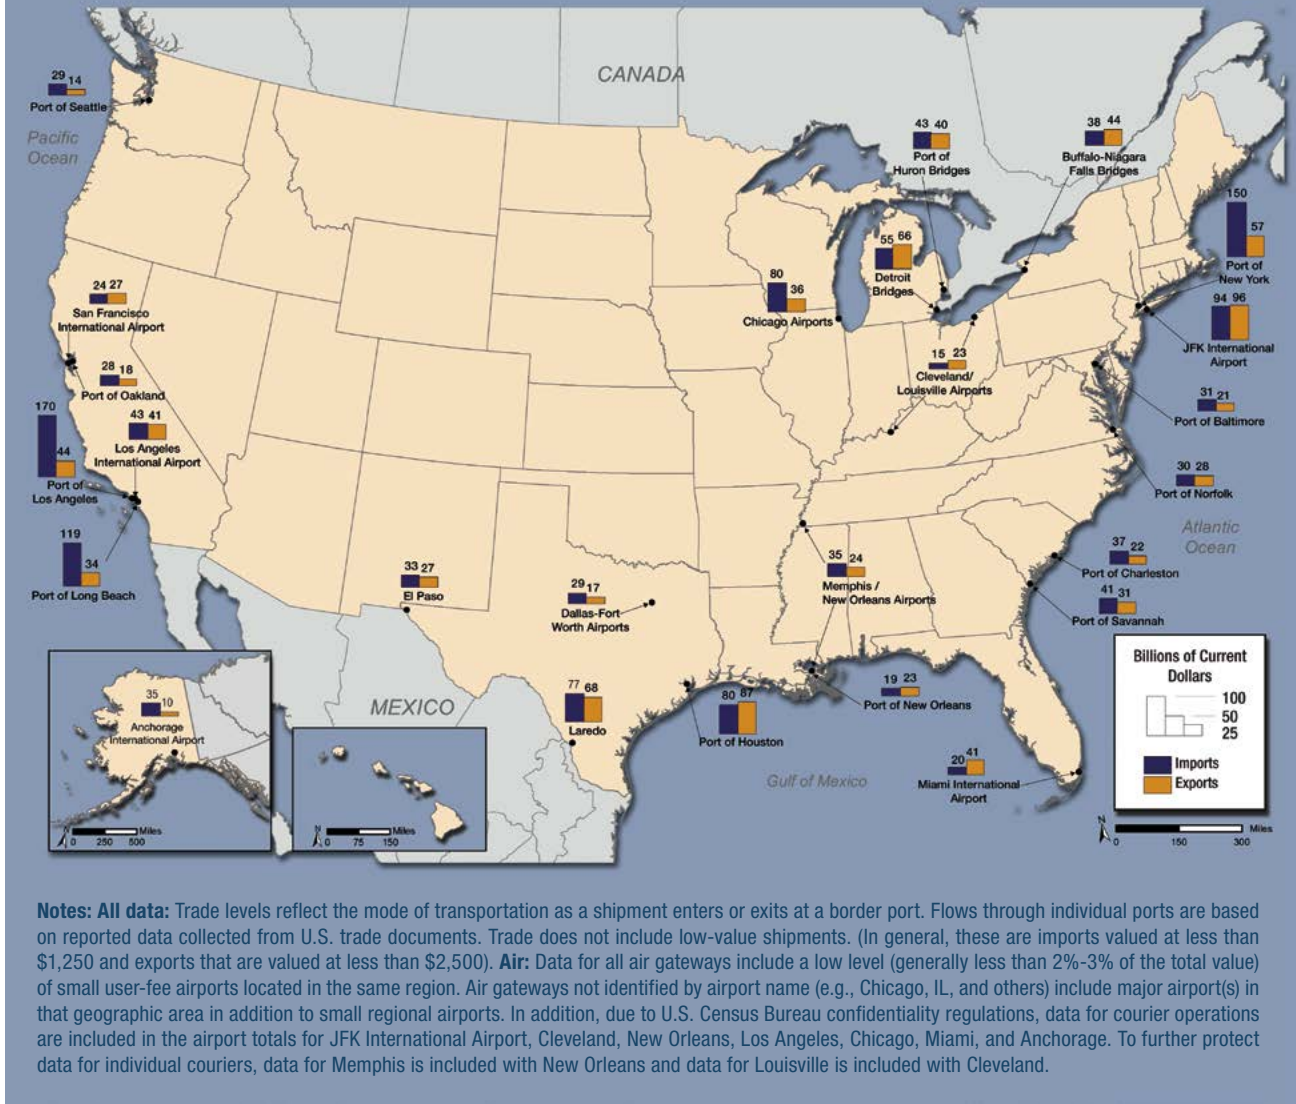 CANADA
29 14
Port of Seattle
Pacific
Ocean
43 40
Port of
Huron Bridges
38 44
Buffalo-Niagara
Falls Bridges
150
57
Port of
New York
55 66
Detroit
Bridges
80
36
Chicago Airports
24 27
San Francisco
International Airport
94 96
JFK International
Airport
15 23
Cleveland/
Louisville Airports
28 18
Port of Oakland
31 21
Port of Baltimore
170
44
Port of
Los Angeles
43 41
Los Angeles
International Airport
30 28
Port of Norfolk
Atlantic
Ocean
119
34
Port of Long Beach
33 27
El Paso
29 17
Dallas-Fort
Worth Airports
35 24
Memphis /
New Orleans Airports
37 22
Port of Charleston
41 31
Port of Savannah
35
10
Anchorage
International Airport
N
0 250 500
Miles
MEXICO
N
0 75 150
Miles
77 68
Laredo
80 87
Port of Houston
19 23
Port of New Orleans
Gulf of Mexico
20 41
Miami International
Airport
Billions of Current
Dollars
100
50
25
Imports
Exports
N
0 150 300
Miles
Notes: All data: Trade levels reflect the mode of transportation as a shipment enters or exits at a border port. Flows through individual ports are based
on reported data collected from U.S. trade documents. Trade does not include low-value shipments. (In general, these are imports valued at less than
$1,250 and exports that are valued at less than $2,500). Air: Data for all air gateways include a low level (generally less than 2%-3% of the total value)
of small user-fee airports located in the same region. Air gateways not identified by airport name (e.g., Chicago, IL, and others) include major airport(s) in
that geographic area in addition to small regional airports. In addition, due to U.S. Census Bureau confidentiality regulations, data for courier operations
are included in the airport totals for JFK International Airport, Cleveland, New Orleans, Los Angeles, Chicago, Miami, and Anchorage. To further protect
data for individual couriers, data for Memphis is included with New Orleans and data for Louisville is included with Cleveland.